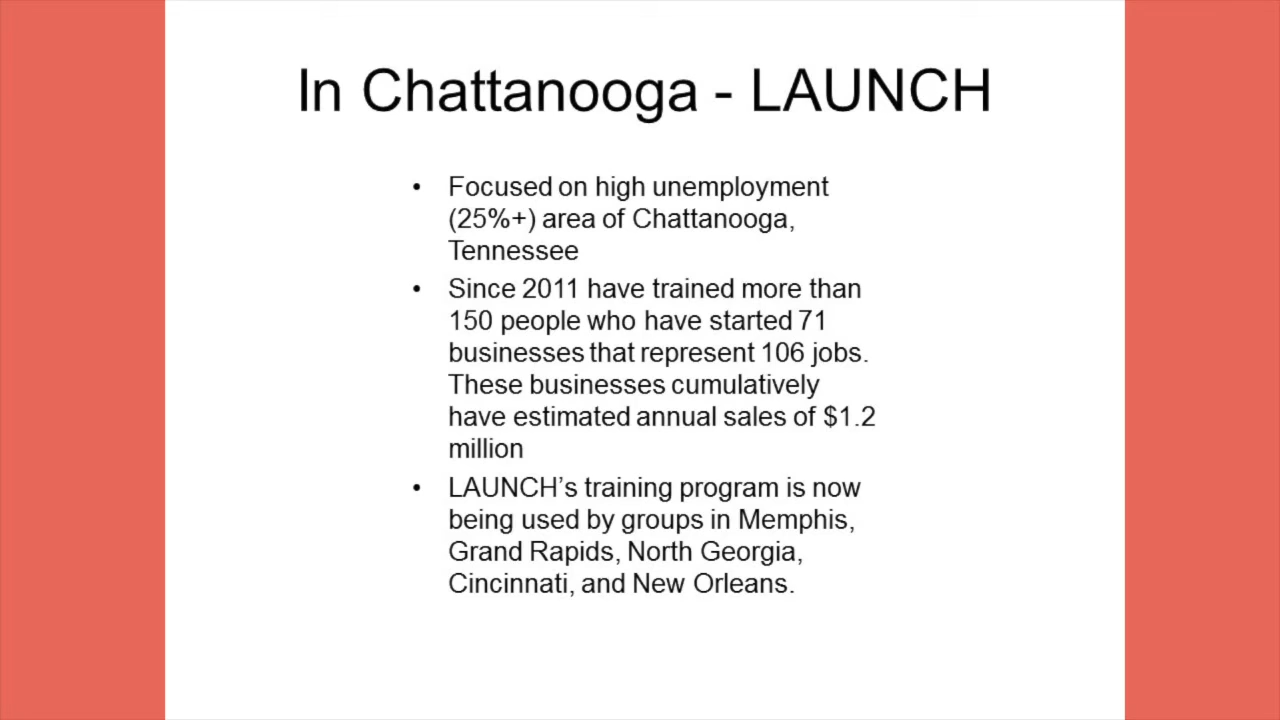 In Chattanooga - LAUNCH
• Focused on high unemployment
(25%+) area of Chattanooga,
Tennessee
• Since 2011 have trained more than
150 people who have started 71
businesses that represent 106 jobs.
These businesses cumulatively
have estimated annual sales of $1.2
million
• LAUNCH’s training program is now
being used by groups in Memphis,
Grand Rapids, North Georgia,
Cincinnati, and New Orleans.